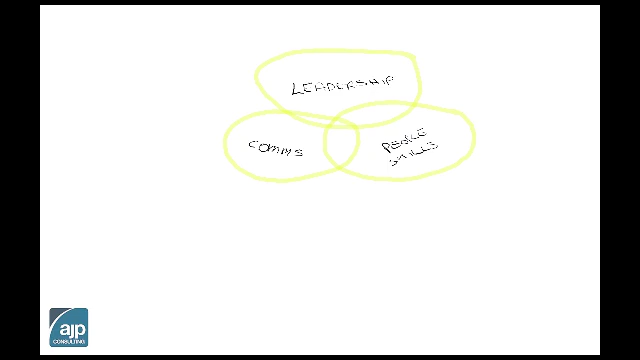 LEADERSHIP
COMMS
PEOPLE
SKILLS
ajp
CONSULTING